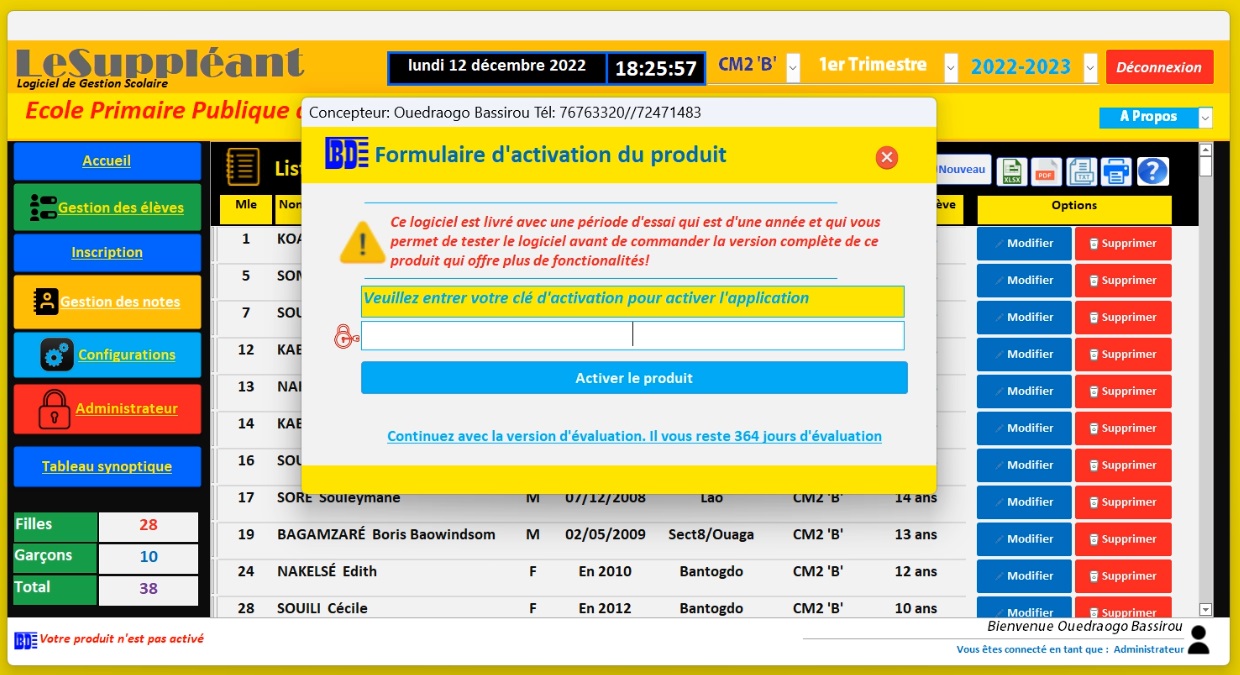 LeSuppléant
Logiciel de Gestion Scolaire
lundi 12 décembre 2022
18:25:57
CM2 'B'
1er Trimestre
2022-2023
Déconnexion
Ecole Primaire Publique
A Propos
Concepteur: Ouedraogo Bassirou Tél: 76763320//72471483
BD Formulaire d'activation du produit
Accueil
Gestion des élèves
Inscription
Gestion des notes
Configurations
Administrateur
Tableau synoptique
Filles 28
Garçons 10
Total 38
Nouveau
XLSX
PDF
TXT
?
Mle
Options
Ce logiciel est livré avec une période d'essai qui est d'une année et qui vous
permet de tester le logiciel avant de commander la version complète de ce
produit qui offre plus de fonctionalités!
Veuillez entrer votre clé d'activation pour activer l'application
Activer le produit
Continuez avec la version d'évaluation. Il vous reste 364 jours d'évaluation
1 Modifier Supprimer
5 Modifier Supprimer
7 Modifier Supprimer
12 Modifier Supprimer
13 Modifier Supprimer
14 Modifier Supprimer
16 Modifier Supprimer
17 SORE Souleymane M 07/12/2008 Lao CM2 'B' 14 ans Modifier Supprimer
19 BAGAMZARÉ Boris Baowindsom M 02/05/2009 Sect8/Ouaga CM2 'B' 13 ans Modifier Supprimer
24 NAKELSÉ Edith F En 2010 Bantogdo CM2 'B' 12 ans Modifier Supprimer
28 SOUILI Cécile F En 2012 Bantogdo CM2 'B' 10 ans Modifier Supprimer
BD Votre produit n'est pas activé
Bienvenue Ouedraogo Bassirou
Vous êtes connecté en tant que : Administrateur